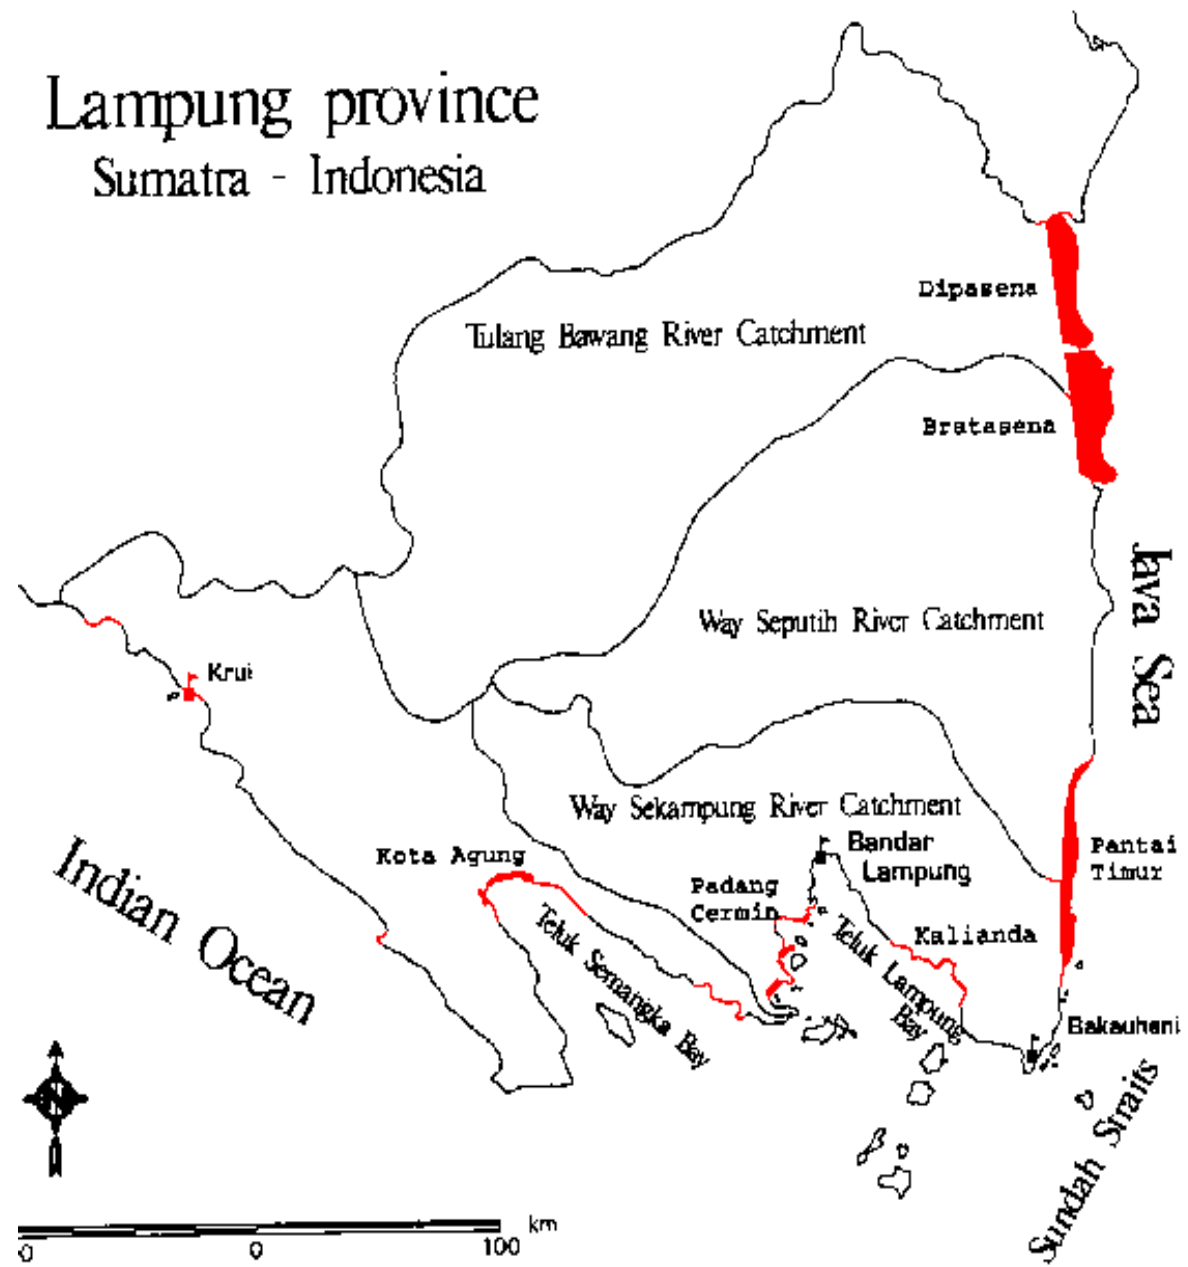 Lampung province
Sumatra - Indonesia
Dipasena
Tulang Bawang River Catchment
Bratasena
Java Sea
Way Seputih River Catchment
Krui
Way Sekampung River Catchment
Kota Agung
Bandar
Lampung
Pantai
Timur
Padang
Cermin
Kalianda
Indian Ocean
Teluk Semangka Bay
Teluk Lampung
Bay
Bakauheni
Sundah Straits
N
km
0
0
100